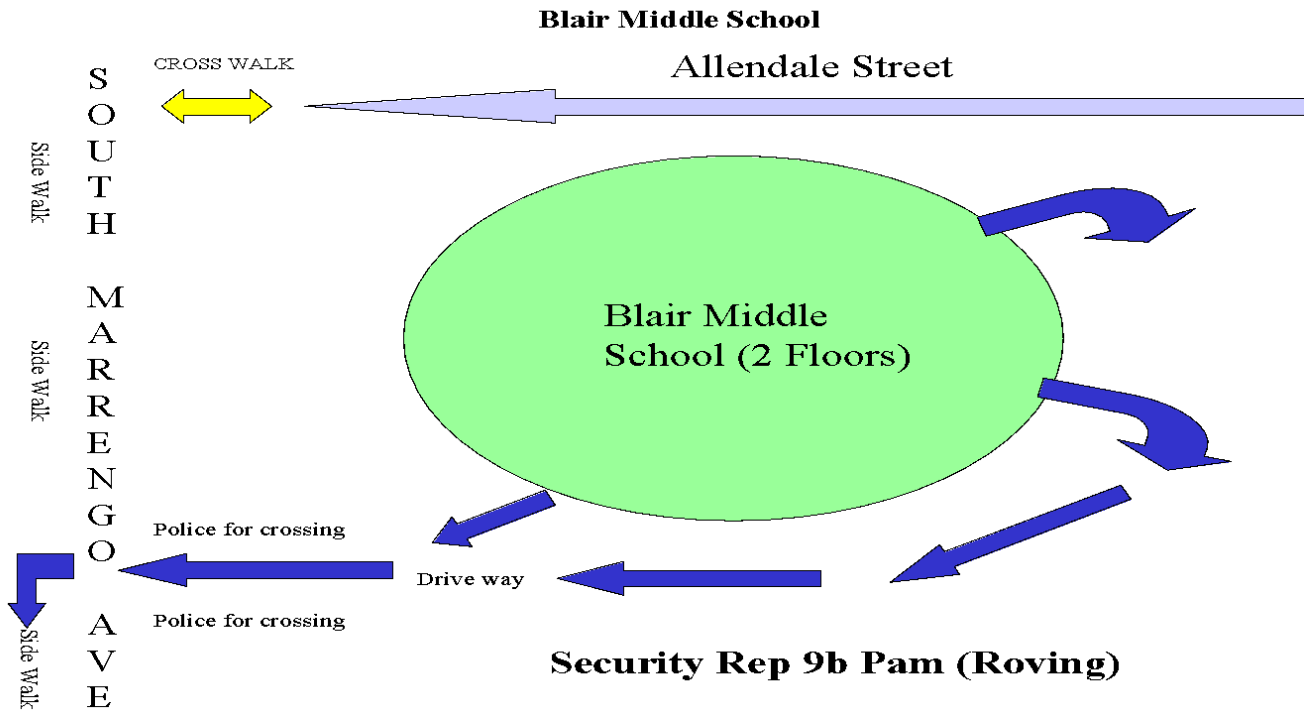 Blair Middle School
CROSS WALK
Allendale Street
SOUTH MARRENGO AVE
Side Walk
Side Walk
Blair Middle
School (2 Floors)
Police for crossing
Drive way
Police for crossing
Side Walk
Security Rep 9b Pam (Roving)